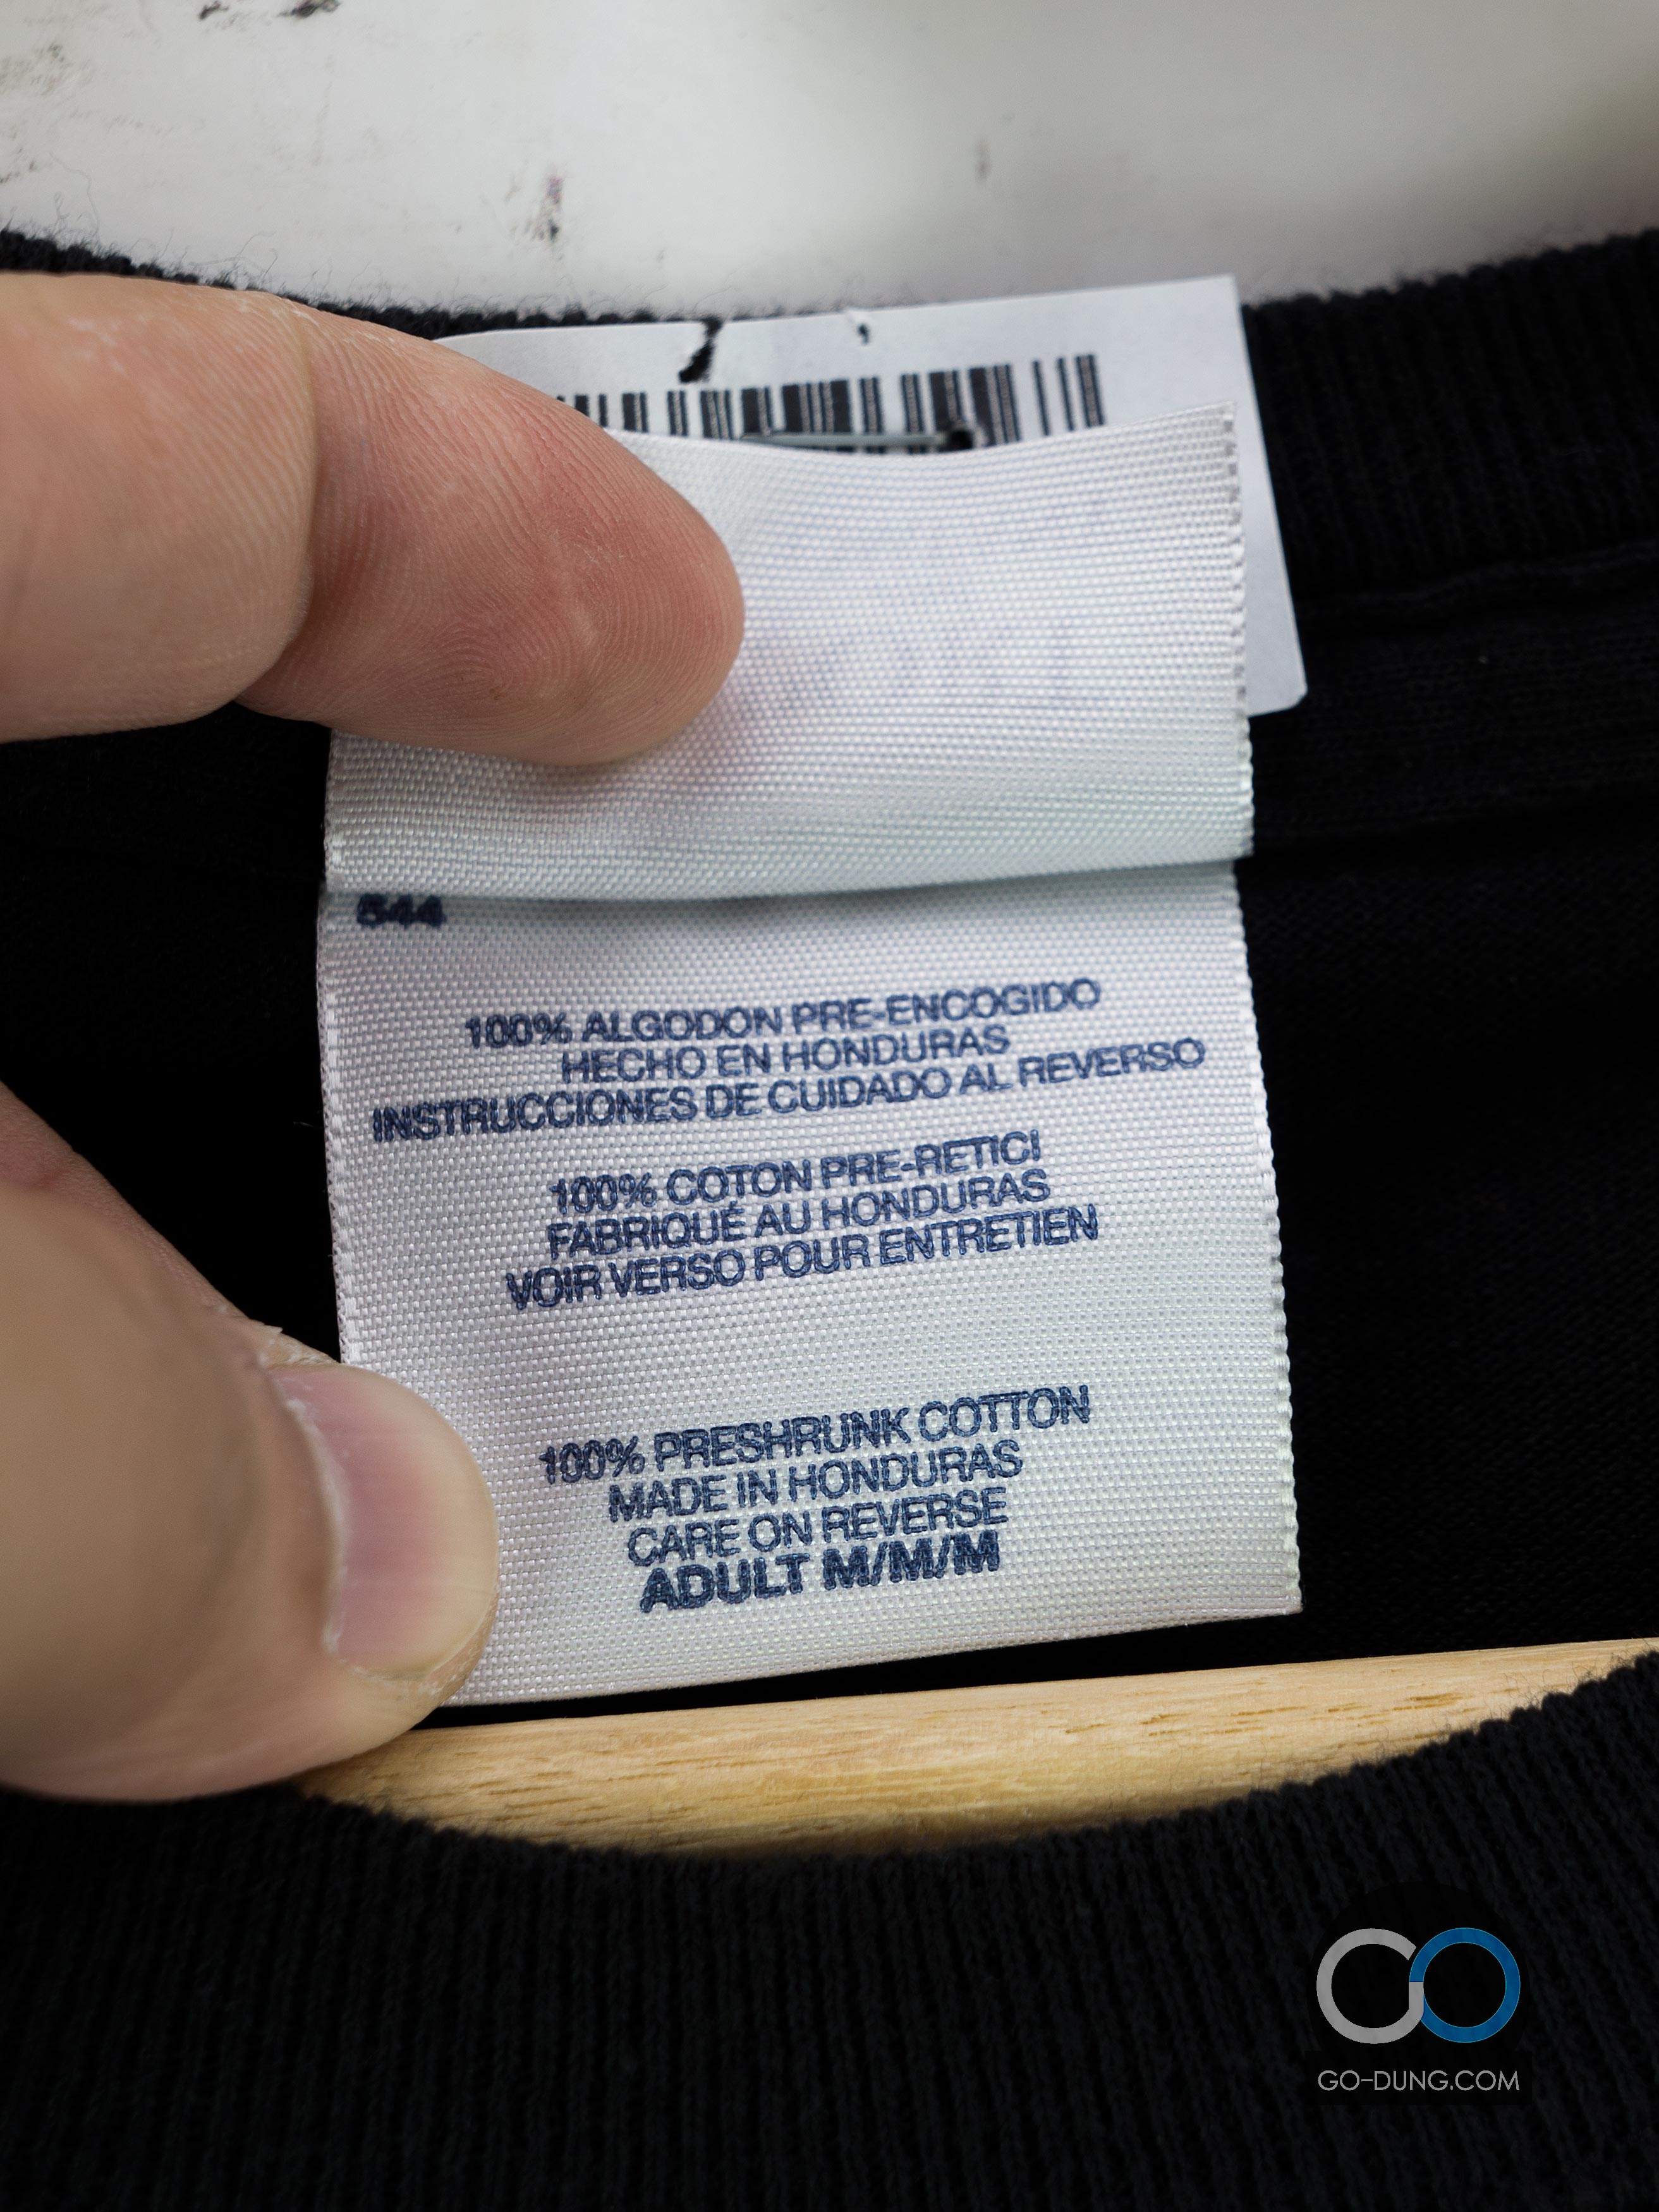 544
100% ALGODON PRE-ENCOGIDO
HECHO EN HONDURAS
INSTRUCCIONES DE CUIDADO AL REVERSO
100% COTON PRE-RETICI
FABRIQUÉ AU HONDURAS
VOIR VERSO POUR ENTRETIEN
100% PRESHRUNK COTTON
MADE IN HONDURAS
CARE ON REVERSE
ADULT M/M/M
GO-DUNG.COM